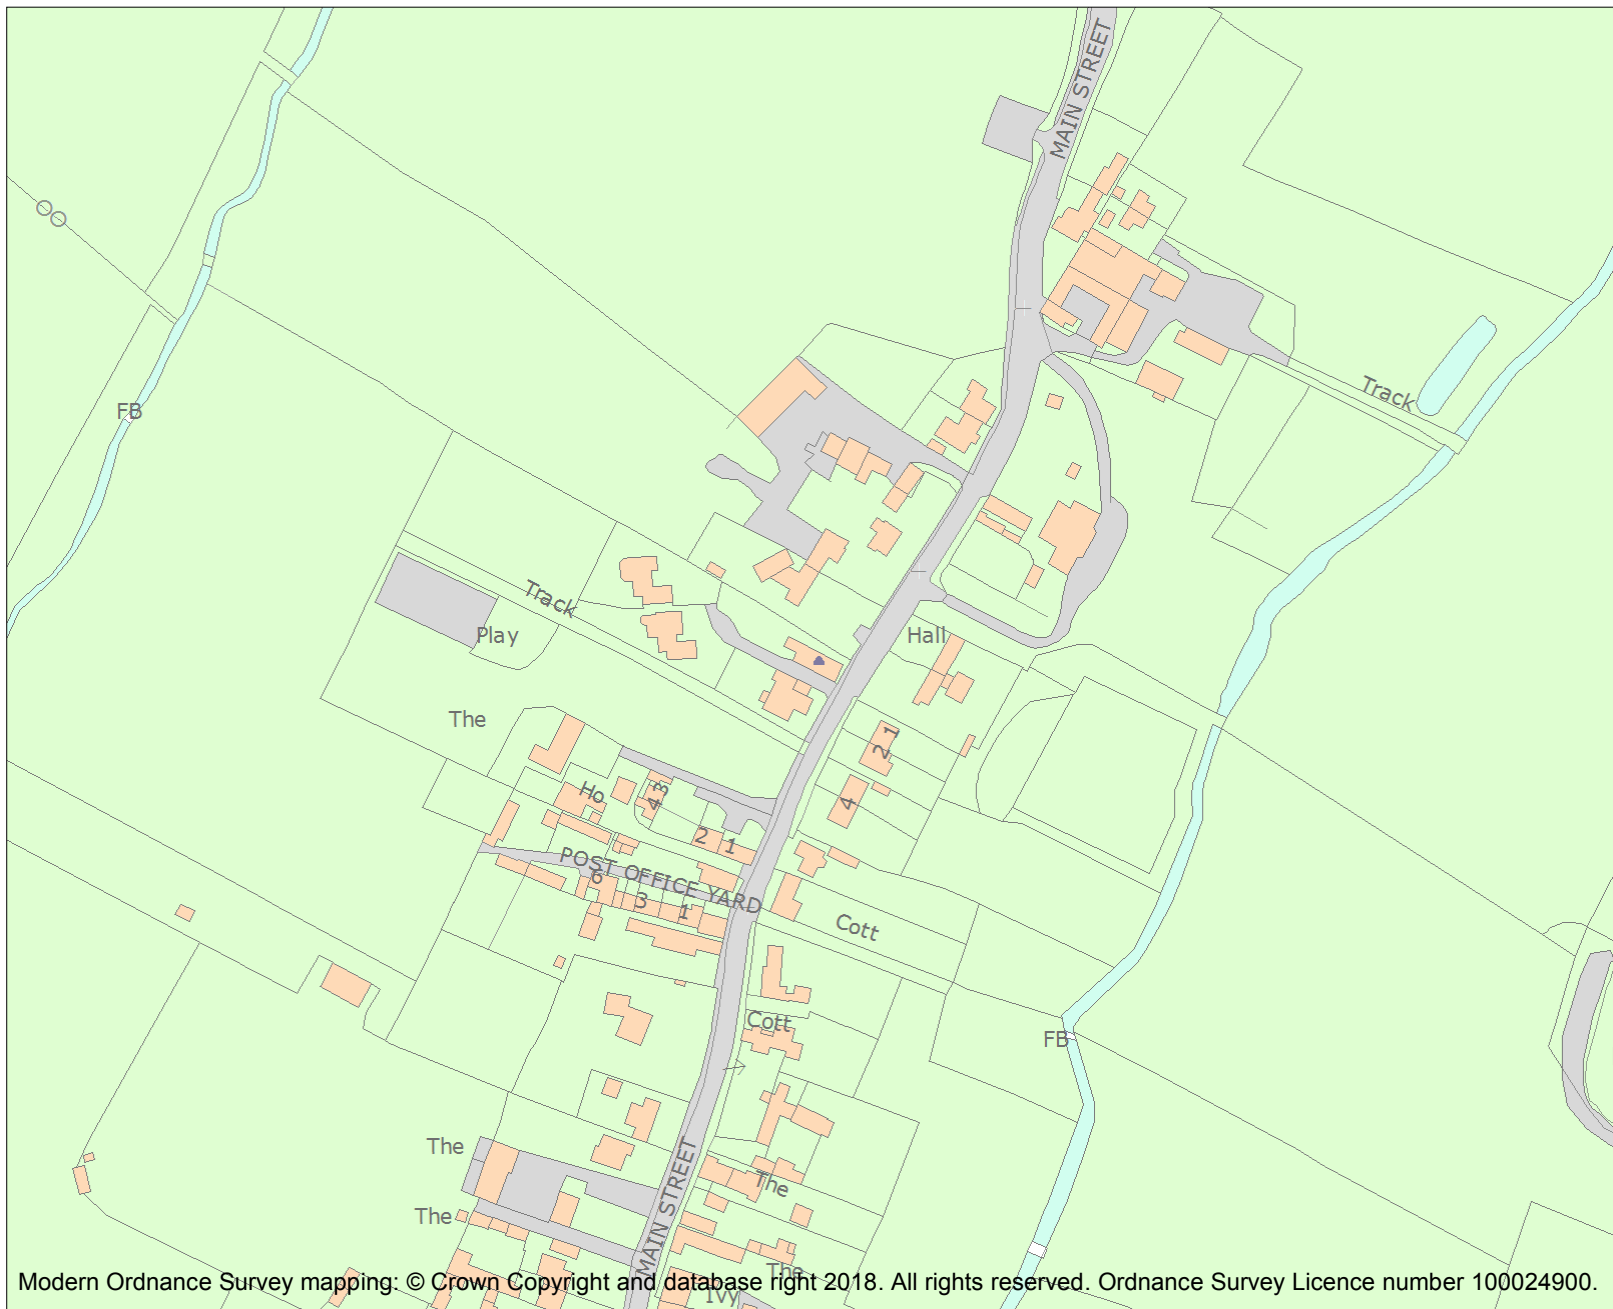 MAIN STREET
FB
Track
Track
Play
Hall
The
1
2
Ho
3
4
4
2
1
POST OFFICE YARD
6
3
1
Cott
Cott
FB
The
MAIN STREET
The
The
The
Ivy
Modern Ordnance Survey mapping: © Crown Copyright and database right 2018. All rights reserved. Ordnance Survey Licence number 100024900.